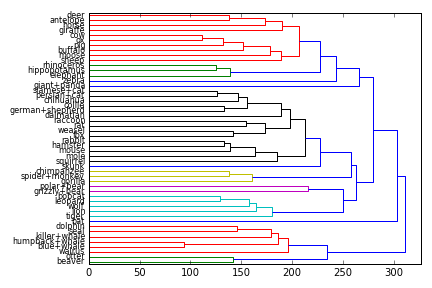 deer
antelope
horse
giraffe
cow
ox
pig
buffalo
moose
sheep
rhinoceros
hippopotamus
elephant
zebra
giant+panda
siamese+cat
persian+cat
chihuahua
collie
german+shepherd
dalmatian
raccoon
rat
weasel
fox
rabbit
hamster
mouse
mole
squirrel
skunk
chimpanzee
spider+monkey
gorilla
polar+bear
grizzly+bear
bobcat
leopard
wolf
lion
tiger
bat
dolphin
seal
killer+whale
humpback+whale
blue+whale
walrus
otter
beaver
0 50 100 150 200 250 300